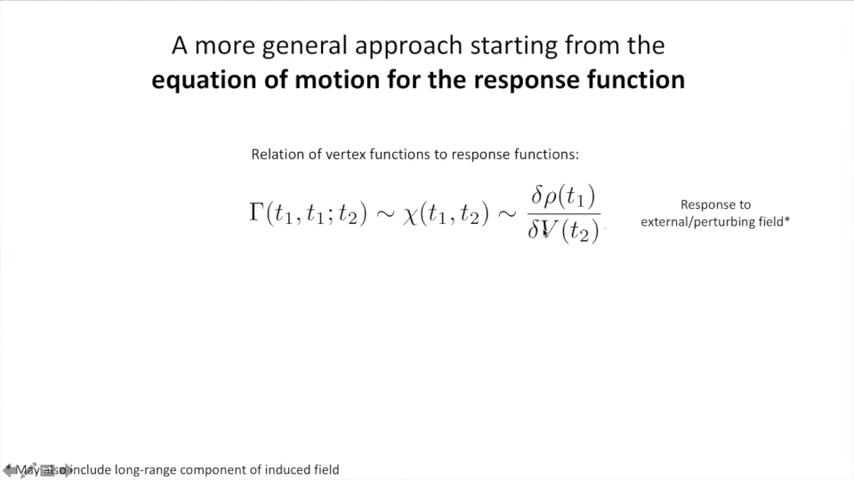 A more general approach starting from the
equation of motion for the response function
Relation of vertex functions to response functions:
Γ(t₁, t₁; t₂) ∼ χ(t₁, t₂) ∼ δρ(t₁) / δV(t₂)
Response to
external/perturbing field*
* May also include long-range component of induced field